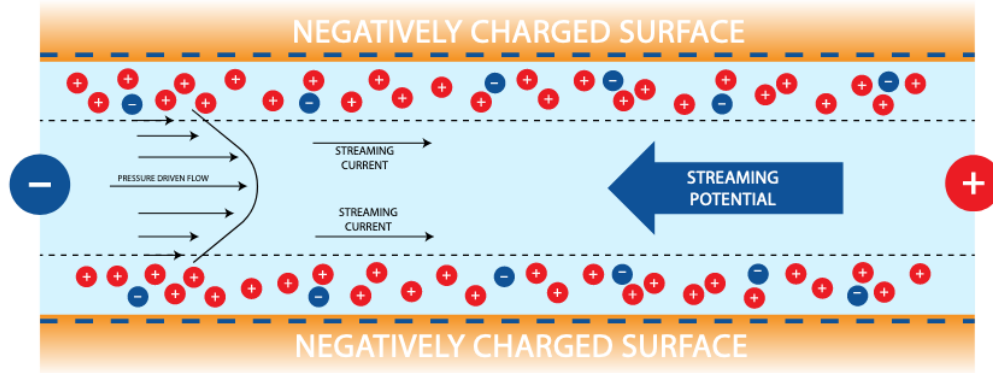 NEGATIVELY CHARGED SURFACE
STREAMING
CURRENT
PRESSURE DRIVEN FLOW
STREAMING
POTENTIAL
STREAMING
CURRENT
NEGATIVELY CHARGED SURFACE